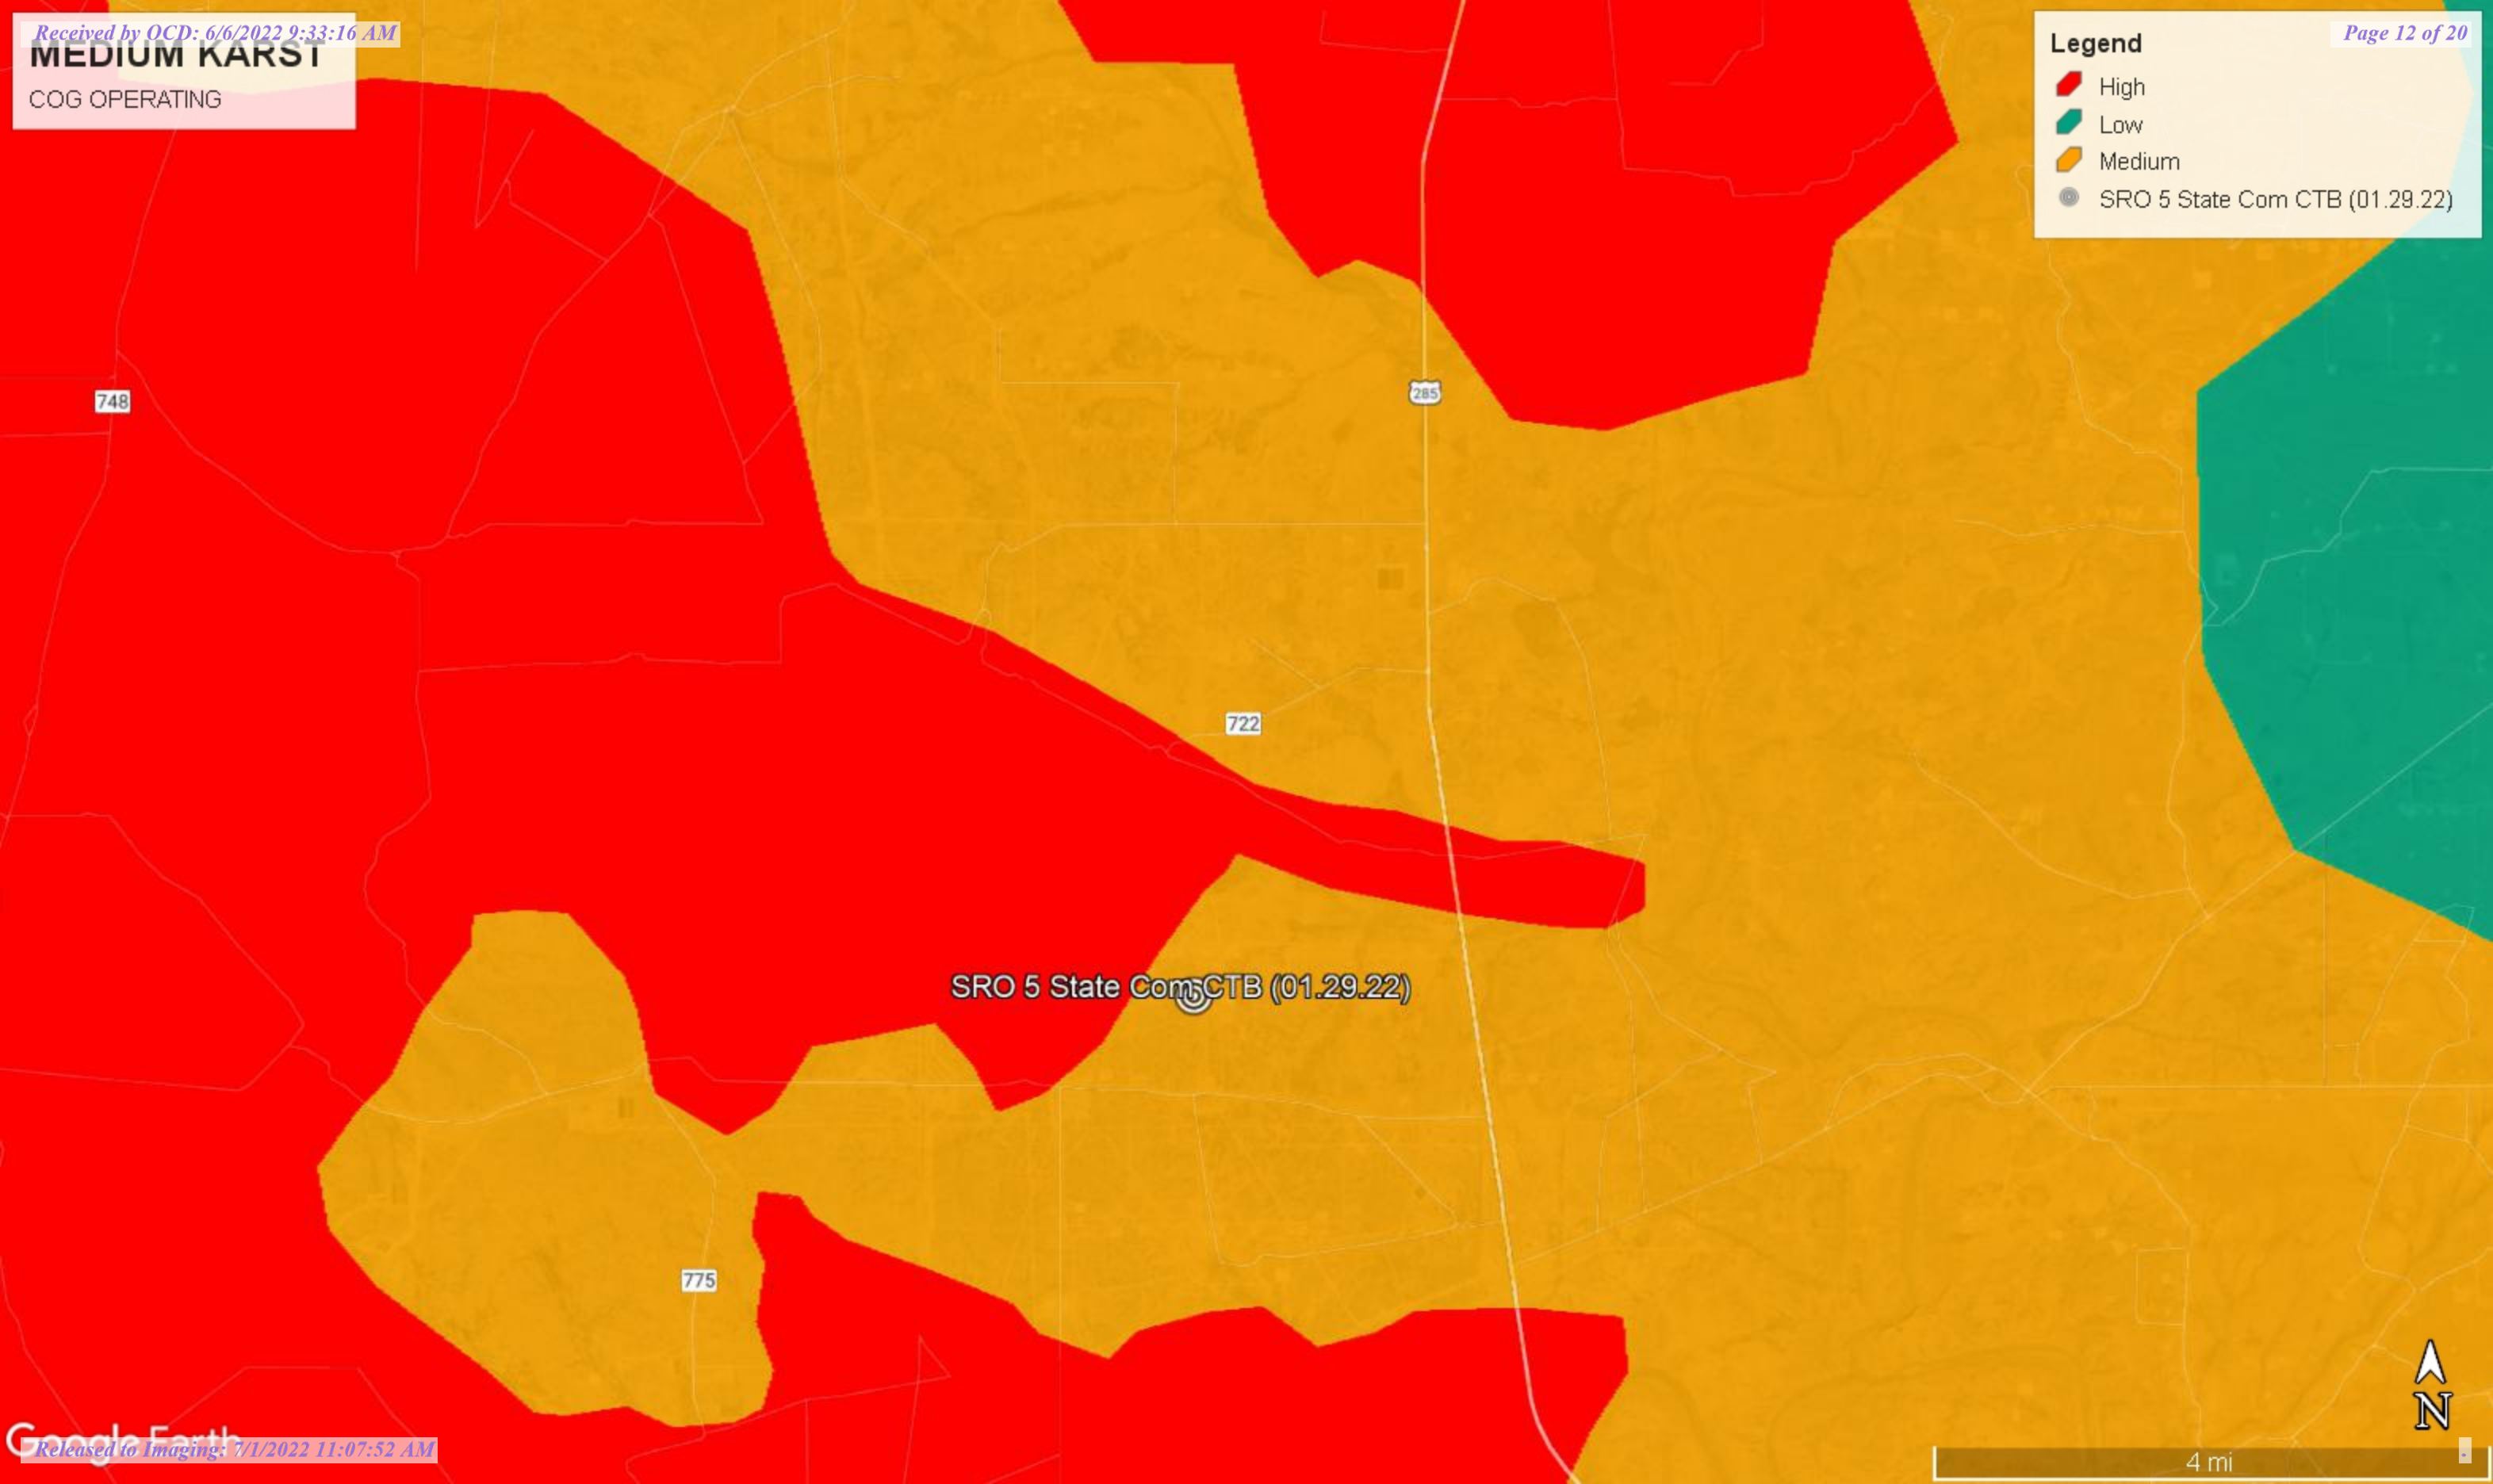 Received by OCD: 6/6/2022 9:33:16 AM
MEDIUM KARST
COG OPERATING
Page 12 of 20
Legend
High
Low
Medium
SRO 5 State Com CTB (01.29.22)
748
285
722
SRO 5 State Com CTB (01.29.22)
775
N
Google Earth
Released to Imaging: 7/1/2022 11:07:52 AM
4 mi